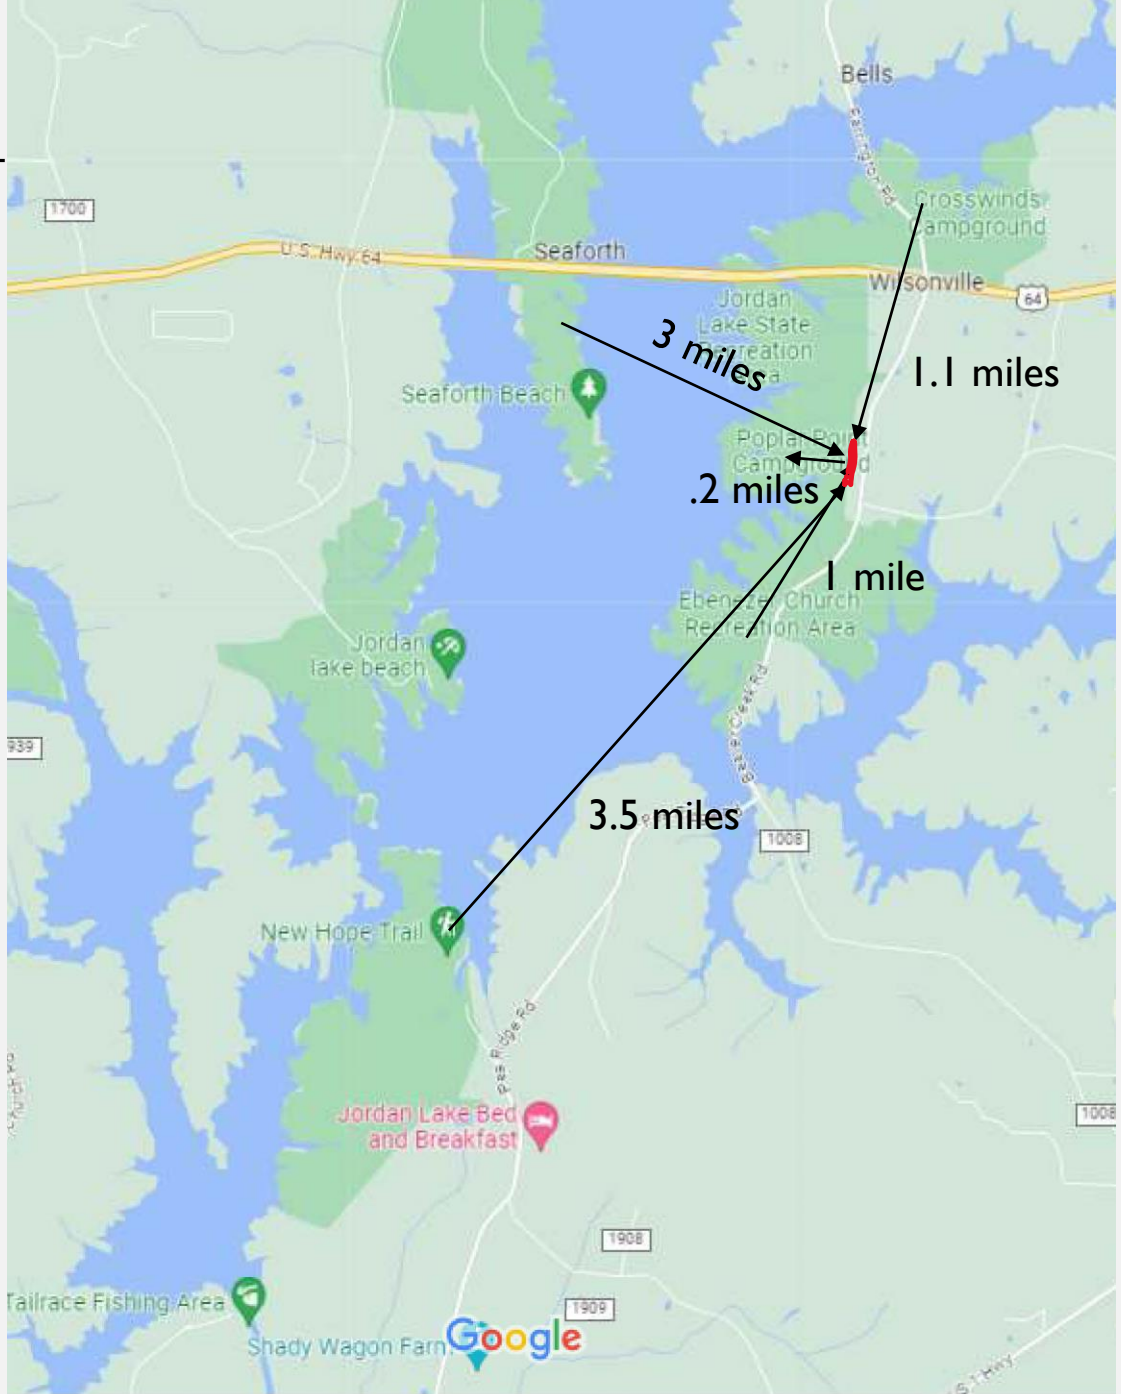 Bells
Farrington Rd
1700
Crosswinds
Campground
U.S. Hwy 64
Seaforth
Wilsonville
64
Jordan
Lake State
Recreation
Area
3 miles
1.1 miles
Seaforth Beach
Poplar Point
Campground
.2 miles
1 mile
Ebenezer Church
Recreation Area
Jordan
lake beach
Beaver Creek Rd
939
3.5 miles
1008
New Hope Trail
Pea Ridge Rd
Jordan Lake Bed
and Breakfast
1008
1908
Tailrace Fishing Area
1909
Shady Wagon Farm
Google